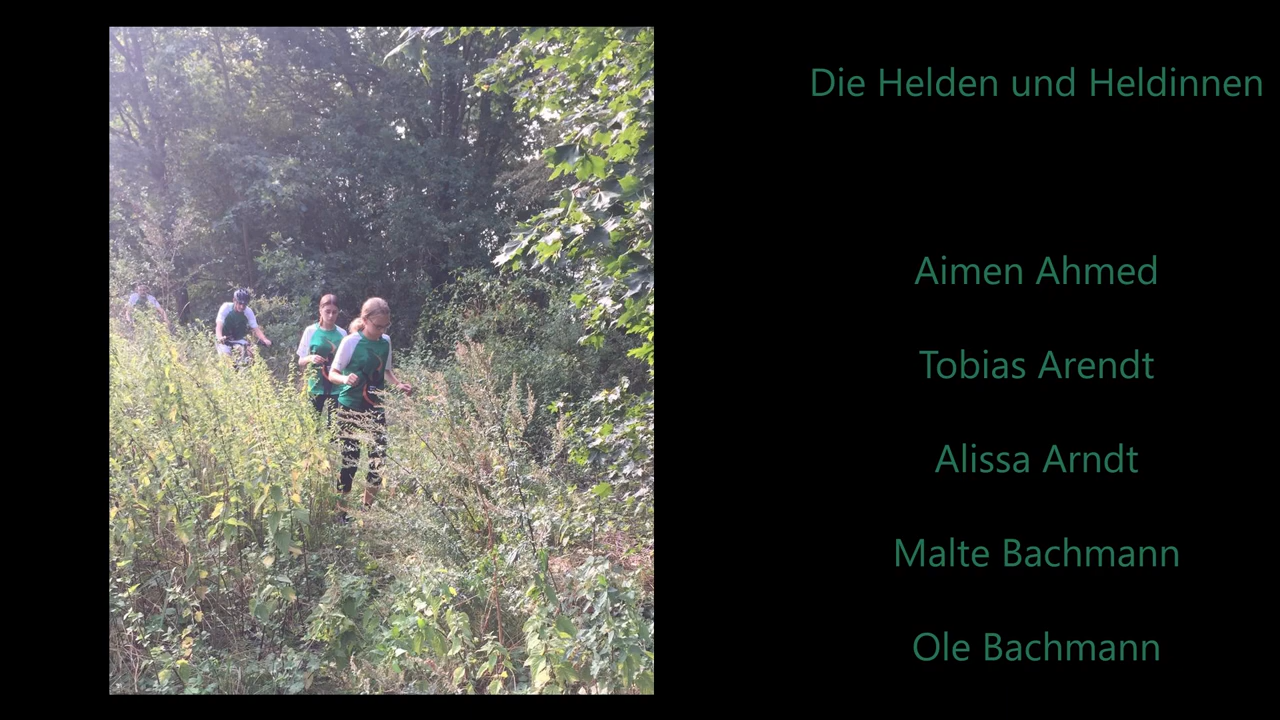 Die Helden und Heldinnen
Aimen Ahmed
Tobias Arendt
Alissa Arndt
Malte Bachmann
Ole Bachmann